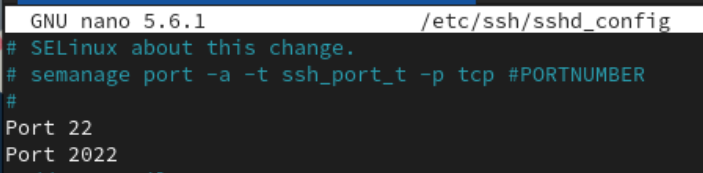 GNU nano 5.6.1 /etc/ssh/sshd_config
# SELinux about this change.
# semanage port -a -t ssh_port_t -p tcp #PORTNUMBER
#
Port 22
Port 2022